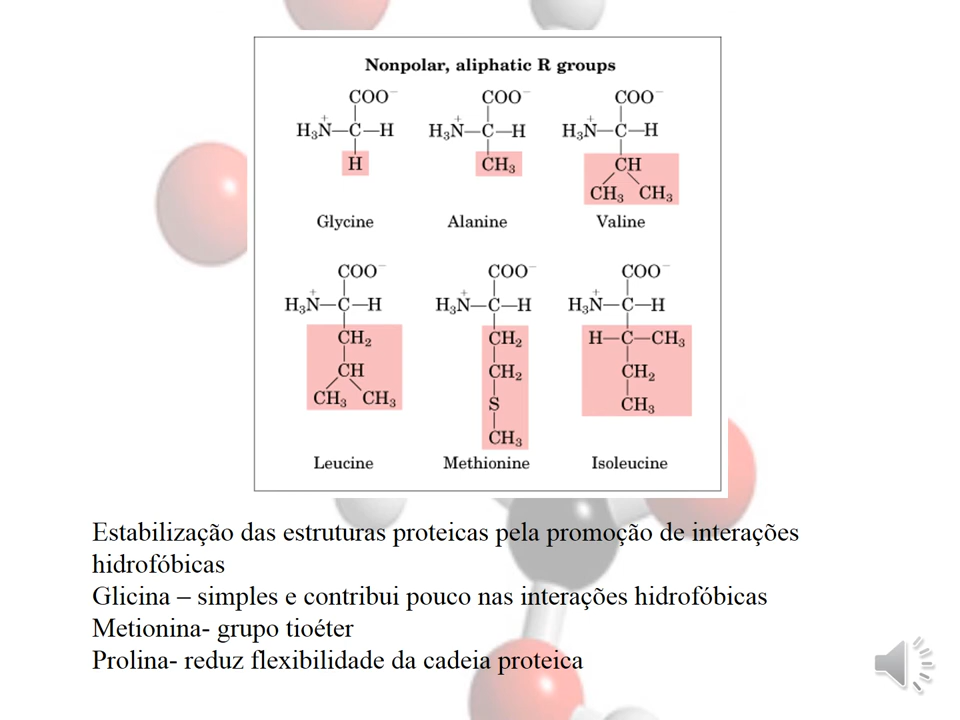 Nonpolar, aliphatic R groups
COO⁻ COO⁻ COO⁻
H₃N⁺—C—H H₃N⁺—C—H H₃N⁺—C—H
H CH₃ CH
CH₃ CH₃
Glycine Alanine Valine
COO⁻ COO⁻ COO⁻
H₃N⁺—C—H H₃N⁺—C—H H₃N⁺—C—H
CH₂ CH₂ H—C—CH₃
CH CH₂ CH₂
CH₃ CH₃ S CH₃
CH₃
Leucine Methionine Isoleucine
Estabilização das estruturas proteicas pela promoção de interações
hidrofóbicas
Glicina – simples e contribui pouco nas interações hidrofóbicas
Metionina- grupo tioéter
Prolina- reduz flexibilidade da cadeia proteica